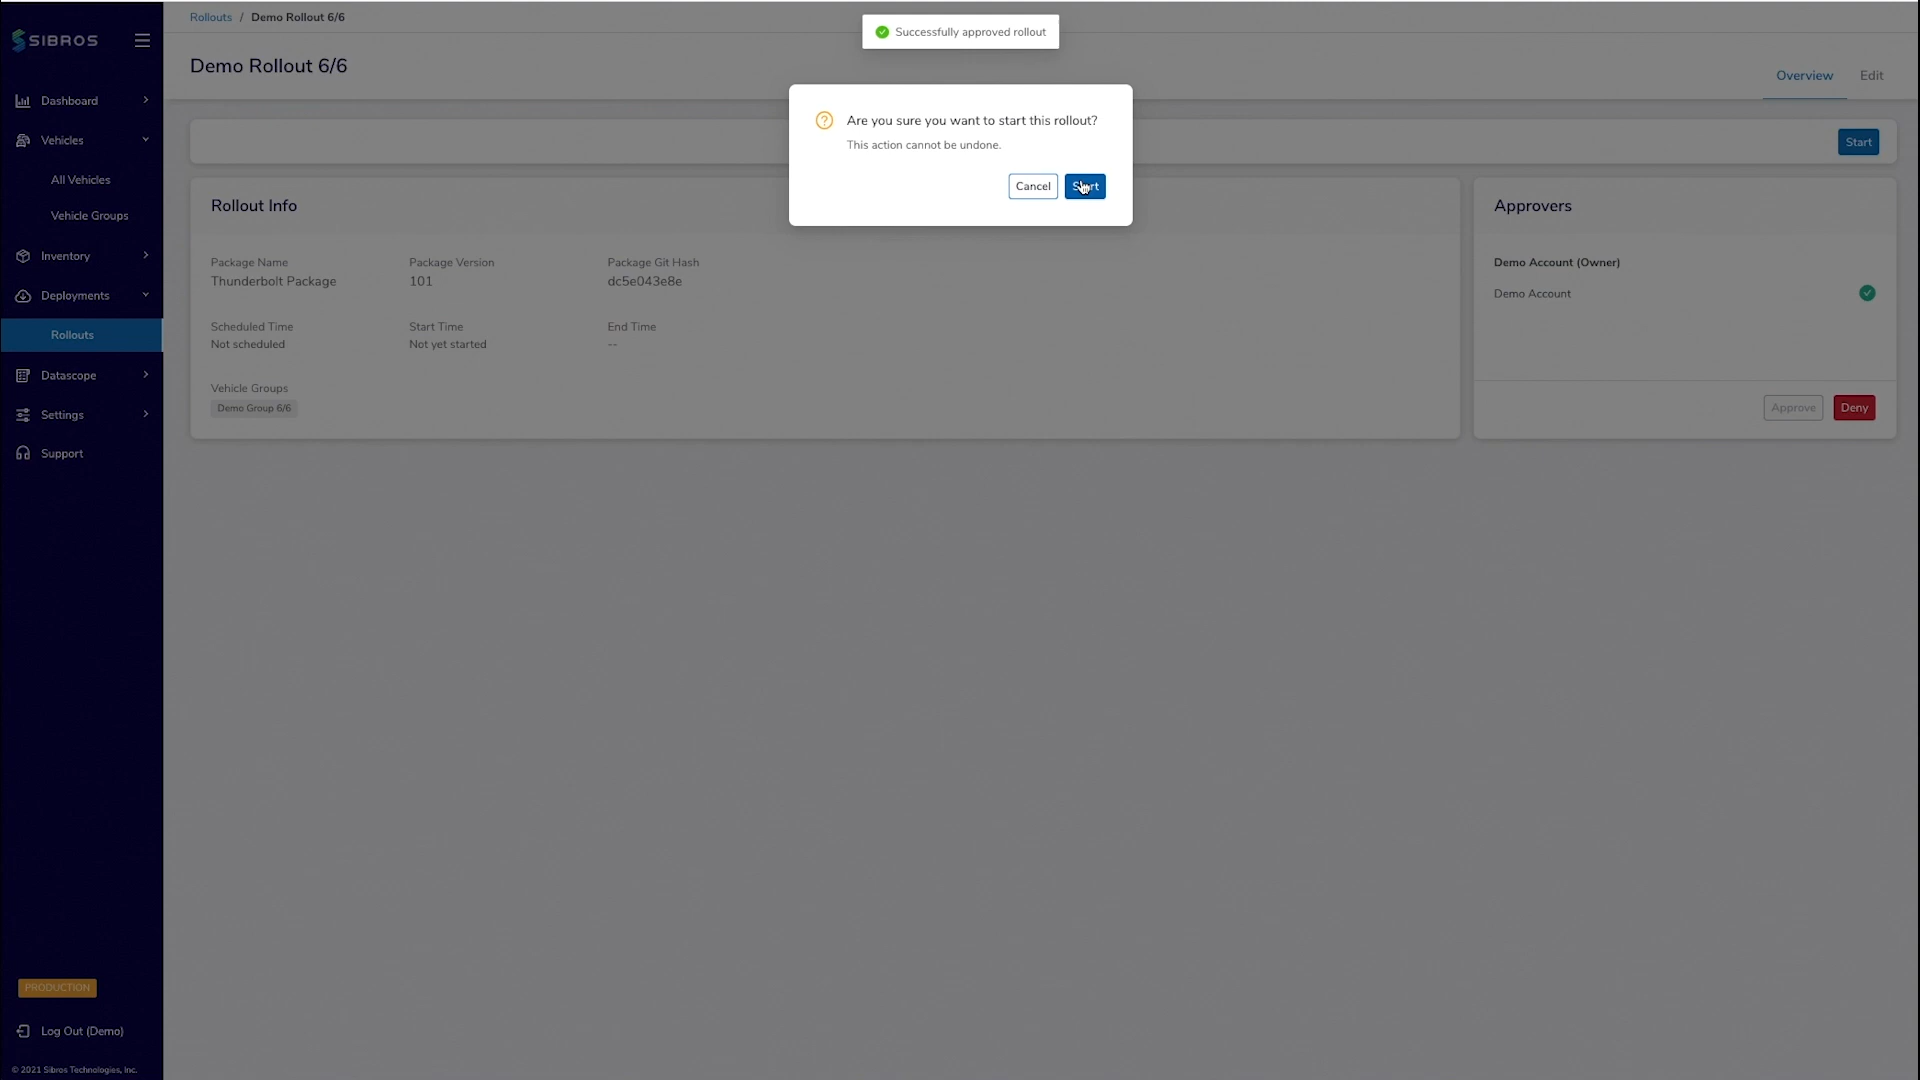 Rollouts / Demo Rollout 6/6
Successfully approved rollout
SIBROS
Demo Rollout 6/6
Overview
Edit
Dashboard
Vehicles
All Vehicles
Vehicle Groups
Inventory
Deployments
Rollouts
Datascope
Settings
Support
PRODUCTION
Log Out (Demo)
© 2021 Sibros Technologies, Inc.
Are you sure you want to start this rollout?
This action cannot be undone.
Cancel
Start
Start
Rollout Info
Package Name
Thunderbolt Package
Package Version
101
Package Git Hash
dc5e043e8e
Scheduled Time
Not scheduled
Start Time
Not yet started
End Time
--
Vehicle Groups
Demo Group 6/6
Approvers
Demo Account (Owner)
Demo Account
Approve
Deny